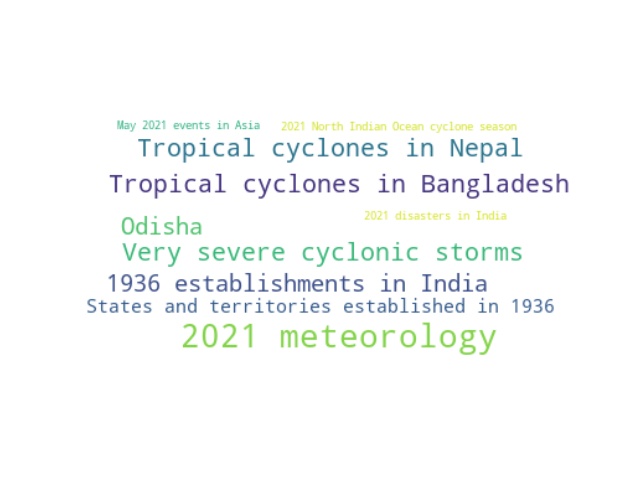 May 2021 events in Asia
2021 North Indian Ocean cyclone season
Tropical cyclones in Nepal
Tropical cyclones in Bangladesh
2021 disasters in India
Odisha
Very severe cyclonic storms
1936 establishments in India
States and territories established in 1936
2021 meteorology